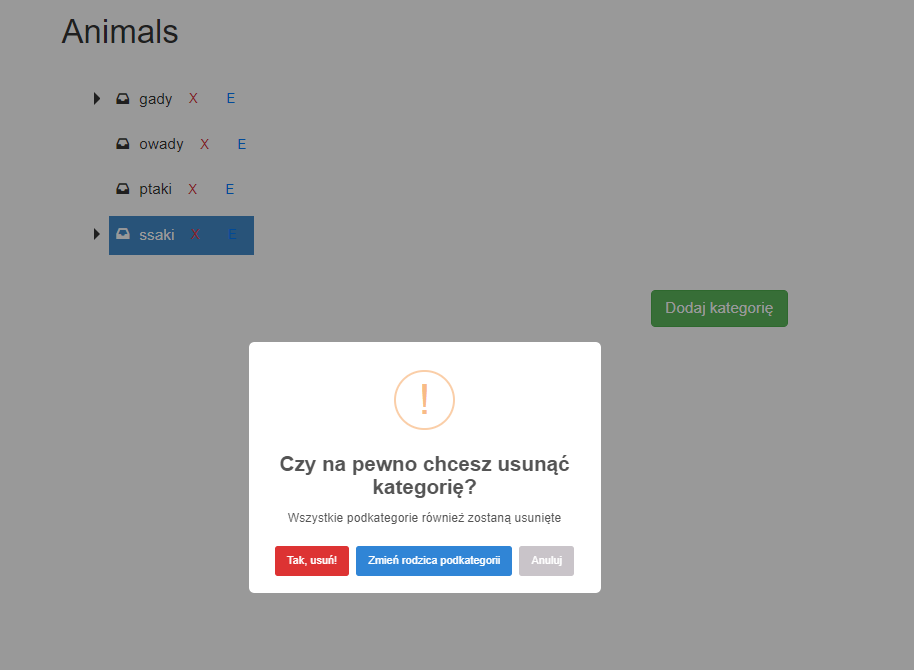 Animals
gady X E
owady X E
ptaki X E
ssaki X E
Dodaj kategorię
!
Czy na pewno chcesz usunąć
kategorię?
Wszystkie podkategorie również zostaną usunięte
Tak, usuń! Zmień rodzica podkategorii Anuluj